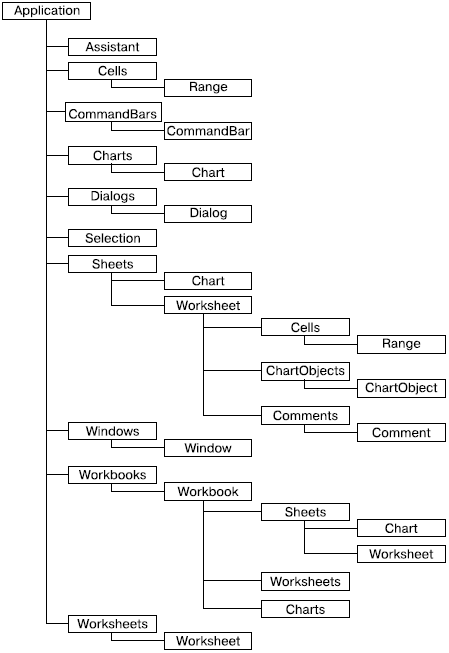 Application
Assistant
Cells
Range
CommandBars
CommandBar
Charts
Chart
Dialogs
Dialog
Selection
Sheets
Chart
Worksheet
Cells
Range
ChartObjects
ChartObject
Comments
Comment
Windows
Window
Workbooks
Workbook
Sheets
Chart
Worksheet
Worksheets
Charts
Worksheets
Worksheet